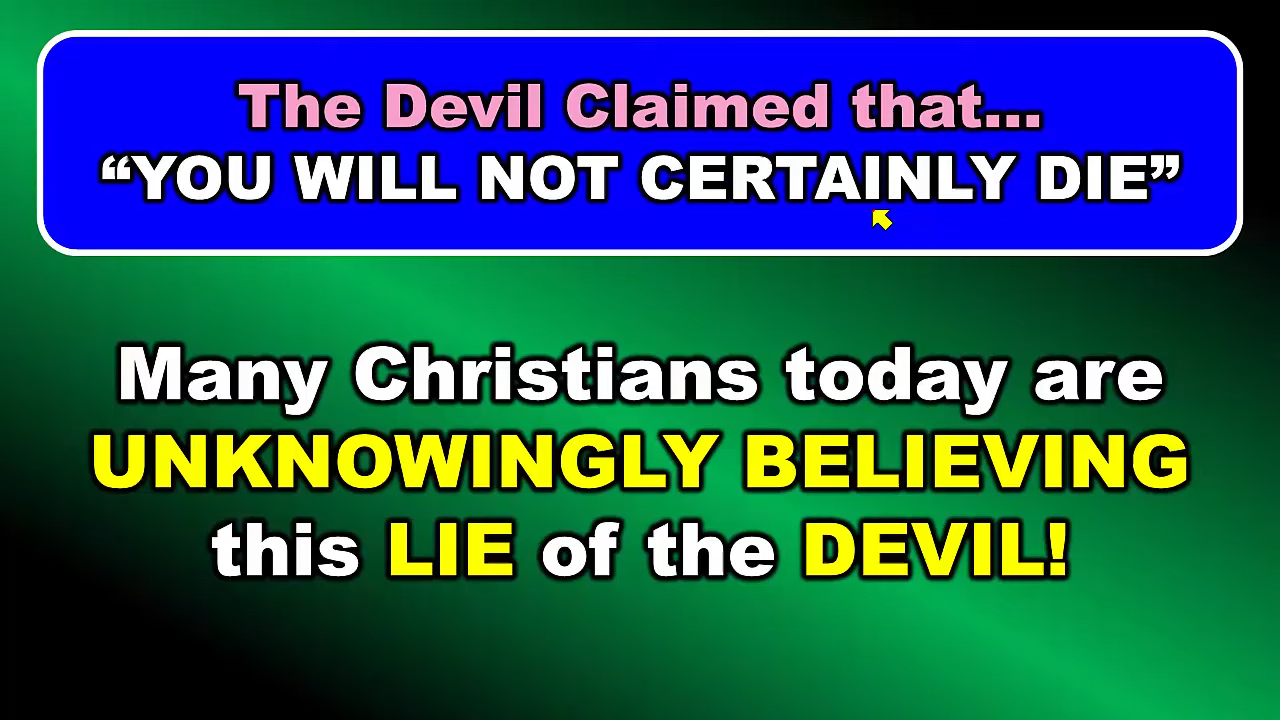 The Devil Claimed that...
“YOU WILL NOT CERTAINLY DIE”
Many Christians today are
UNKNOWINGLY BELIEVING
this LIE of the DEVIL!